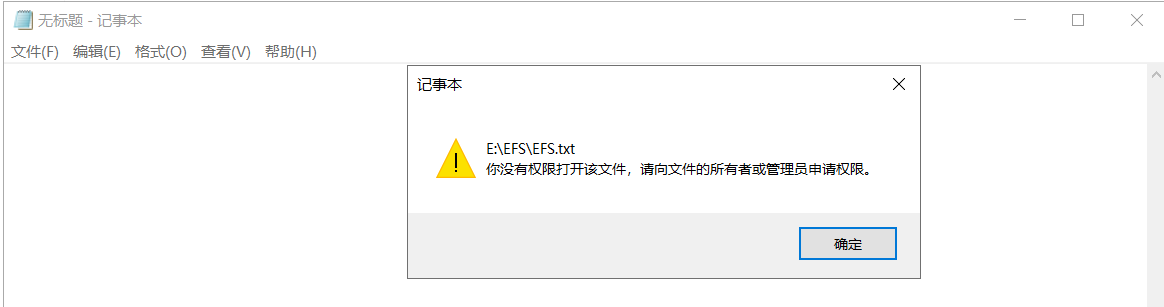 无标题 - 记事本
文件(F) 编辑(E) 格式(O) 查看(V) 帮助(H)
记事本
E:\EFS\EFS.txt
你没有权限打开该文件，请向文件的所有者或管理员申请权限。
确定